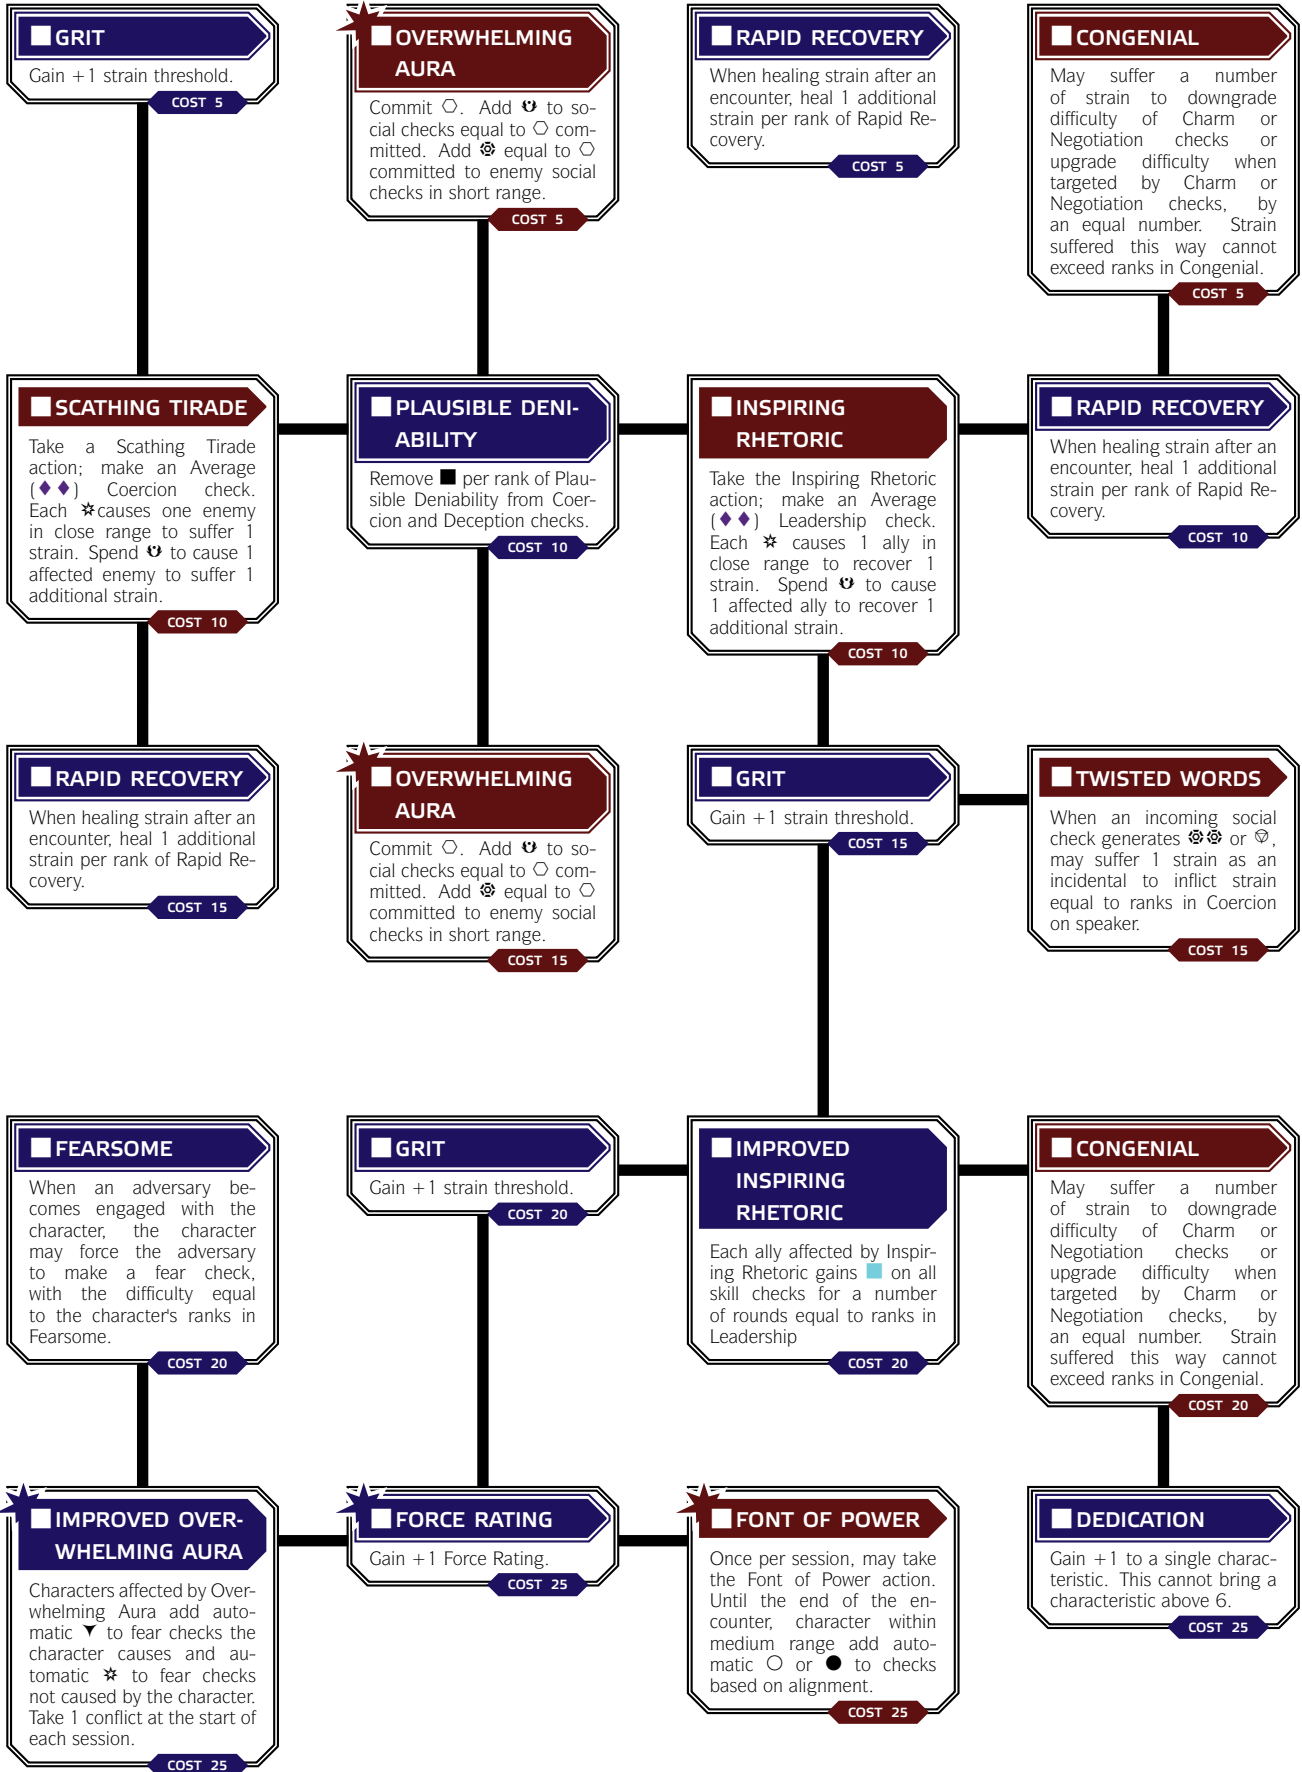 GRIT
Gain +1 strain threshold.
COST 5
OVERWHELMING
AURA
Commit ⬡. Add to so-
cial checks equal to ⬡ com-
mitted. Add equal to ⬡
committed to enemy social
checks in short range.
COST 5
RAPID RECOVERY
When healing strain after an
encounter, heal 1 additional
strain per rank of Rapid Re-
covery.
COST 5
CONGENIAL
May suffer a number
of strain to downgrade
difficulty of Charm or
Negotiation checks or
upgrade difficulty when
targeted by Charm or
Negotiation checks, by
an equal number. Strain
suffered this way cannot
exceed ranks in Congenial.
COST 5
SCATHING TIRADE
Take a Scathing Tirade
action; make an Average
(♦♦) Coercion check.
Each causes one enemy
in close range to suffer 1
strain. Spend to cause 1
affected enemy to suffer 1
additional strain.
COST 10
PLAUSIBLE DENI-
ABILITY
Remove ■ per rank of Plau-
sible Deniability from Coer-
cion and Deception checks.
COST 10
INSPIRING
RHETORIC
Take the Inspiring Rhetoric
action; make an Average
(♦♦) Leadership check.
Each causes 1 ally in
close range to recover 1
strain. Spend to cause
1 affected ally to recover 1
additional strain.
COST 10
RAPID RECOVERY
When healing strain after an
encounter, heal 1 additional
strain per rank of Rapid Re-
covery.
COST 10
RAPID RECOVERY
When healing strain after an
encounter, heal 1 additional
strain per rank of Rapid Re-
covery.
COST 15
OVERWHELMING
AURA
Commit ⬡. Add to so-
cial checks equal to ⬡ com-
mitted. Add equal to ⬡
committed to enemy social
checks in short range.
COST 15
GRIT
Gain +1 strain threshold.
COST 15
TWISTED WORDS
When an incoming social
check generates or ,
may suffer 1 strain as an
incidental to inflict strain
equal to ranks in Coercion
on speaker.
COST 15
FEARSOME
When an adversary be-
comes engaged with the
character, the character
may force the adversary
to make a fear check,
with the difficulty equal
to the character's ranks in
Fearsome.
COST 20
GRIT
Gain +1 strain threshold.
COST 20
IMPROVED
INSPIRING
RHETORIC
Each ally affected by Inspir-
ing Rhetoric gains ■ on all
skill checks for a number
of rounds equal to ranks in
Leadership
COST 20
CONGENIAL
May suffer a number
of strain to downgrade
difficulty of Charm or
Negotiation checks or
upgrade difficulty when
targeted by Charm or
Negotiation checks, by
an equal number. Strain
suffered this way cannot
exceed ranks in Congenial.
COST 20
IMPROVED OVER-
WHELMING AURA
Characters affected by Over-
whelming Aura add auto-
matic to fear checks the
character causes and au-
tomatic to fear checks
not caused by the character.
Take 1 conflict at the start of
each session.
COST 25
FORCE RATING
Gain +1 Force Rating.
COST 25
FONT OF POWER
Once per session, may take
the Font of Power action.
Until the end of the en-
counter, character within
medium range add auto-
matic ○ or ● to checks
based on alignment.
COST 25
DEDICATION
Gain +1 to a single charac-
teristic. This cannot bring a
characteristic above 6.
COST 25